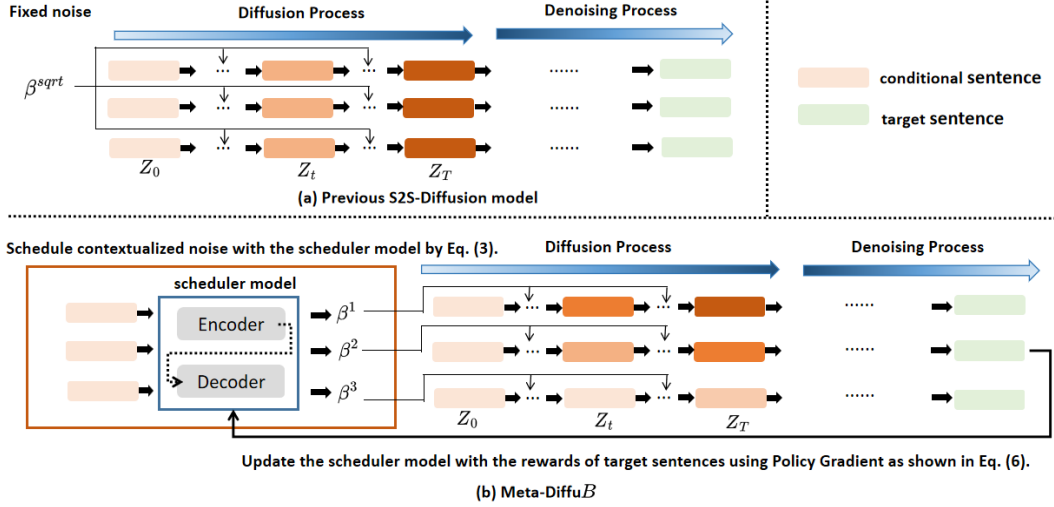 Fixed noise
Diffusion Process
Denoising Process
β^{sqrt}
...
...
......
...
...
......
...
...
......
Z_0
Z_t
Z_T
(a) Previous S2S-Diffusion model
conditional sentence
target sentence
Schedule contextualized noise with the scheduler model by Eq. (3).
Diffusion Process
Denoising Process
scheduler model
Encoder
Decoder
β^1
β^2
β^3
...
...
......
...
...
......
...
...
......
Z_0
Z_t
Z_T
Update the scheduler model with the rewards of target sentences using Policy Gradient as shown in Eq. (6).
(b) Meta-DiffuB